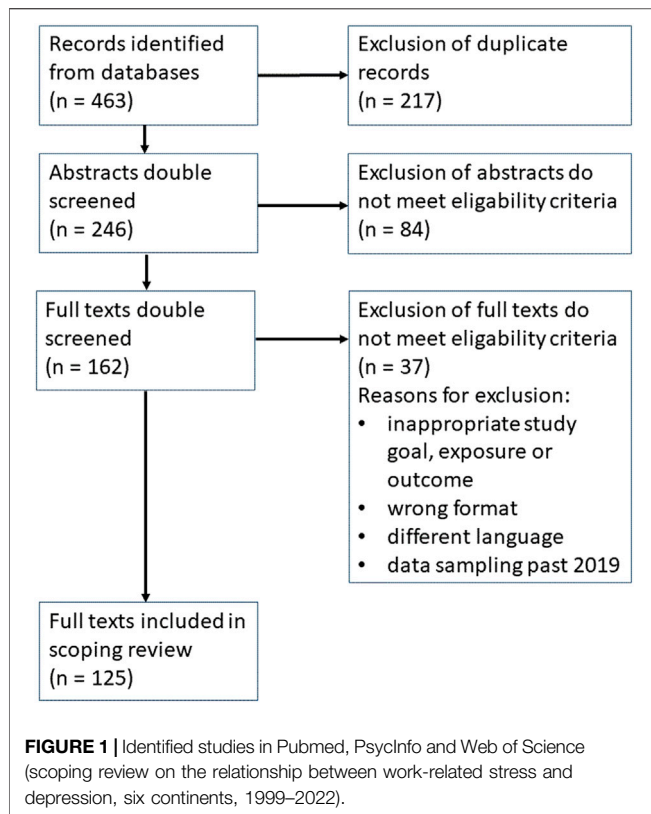 Records identified
from databases
(n = 463)
Exclusion of duplicate
records
(n = 217)
Abstracts double
screened
(n = 246)
Exclusion of abstracts do
not meet eligibility criteria
(n = 84)
Full texts double
screened
(n = 162)
Exclusion of full texts do
not meet eligibility criteria
(n = 37)
Reasons for exclusion:
• inappropriate study
goal, exposure or
outcome
• wrong format
• different language
• data sampling past 2019
Full texts included in
scoping review
(n = 125)
FIGURE 1 | Identified studies in Pubmed, PsycInfo and Web of Science
(scoping review on the relationship between work-related stress and
depression, six continents, 1999–2022).